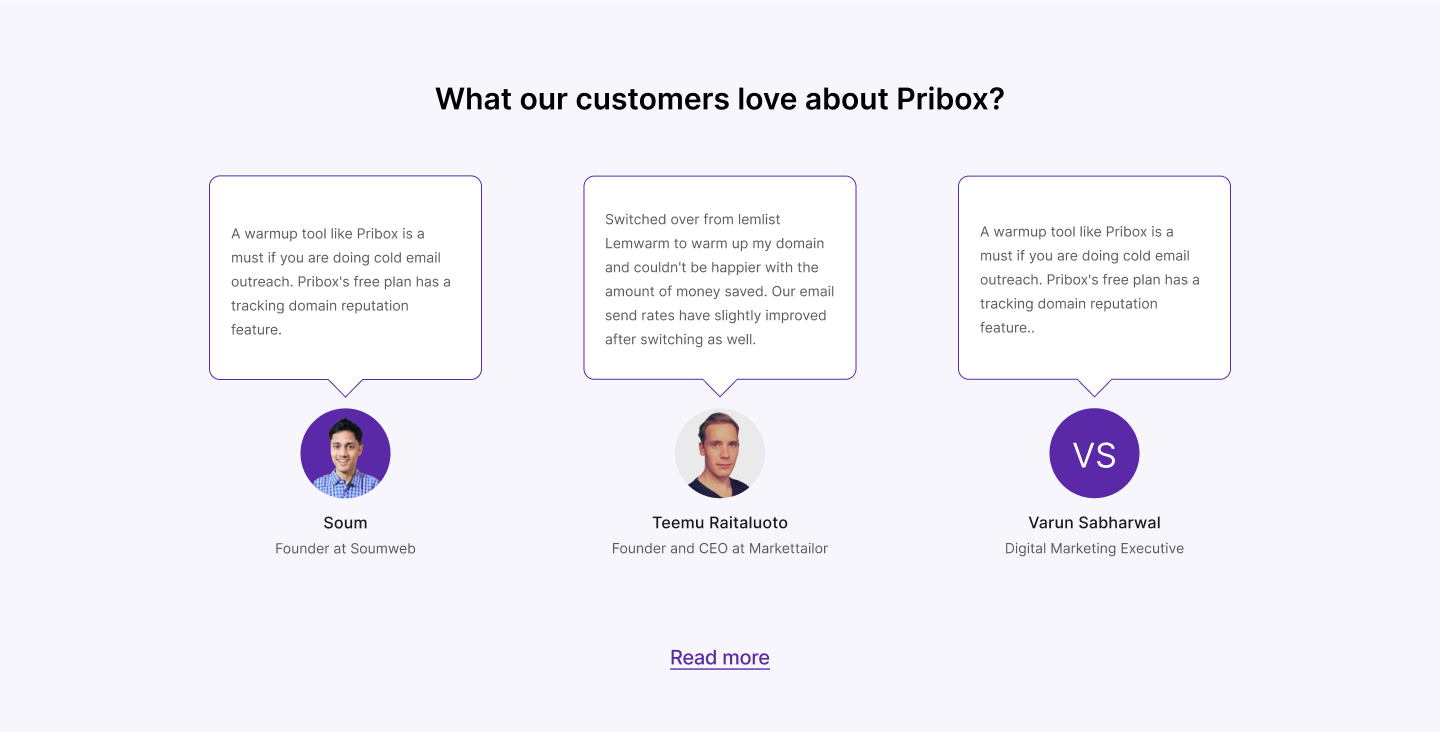 What our customers love about Pribox?
A warmup tool like Pribox is a
must if you are doing cold email
outreach. Pribox's free plan has a
tracking domain reputation
feature.
Soum
Founder at Soumweb
Switched over from lemlist
Lemwarm to warm up my domain
and couldn't be happier with the
amount of money saved. Our email
send rates have slightly improved
after switching as well.
Teemu Raitaluoto
Founder and CEO at Markettailor
A warmup tool like Pribox is a
must if you are doing cold email
outreach. Pribox's free plan has a
tracking domain reputation
feature..
VS
Varun Sabharwal
Digital Marketing Executive
Read more